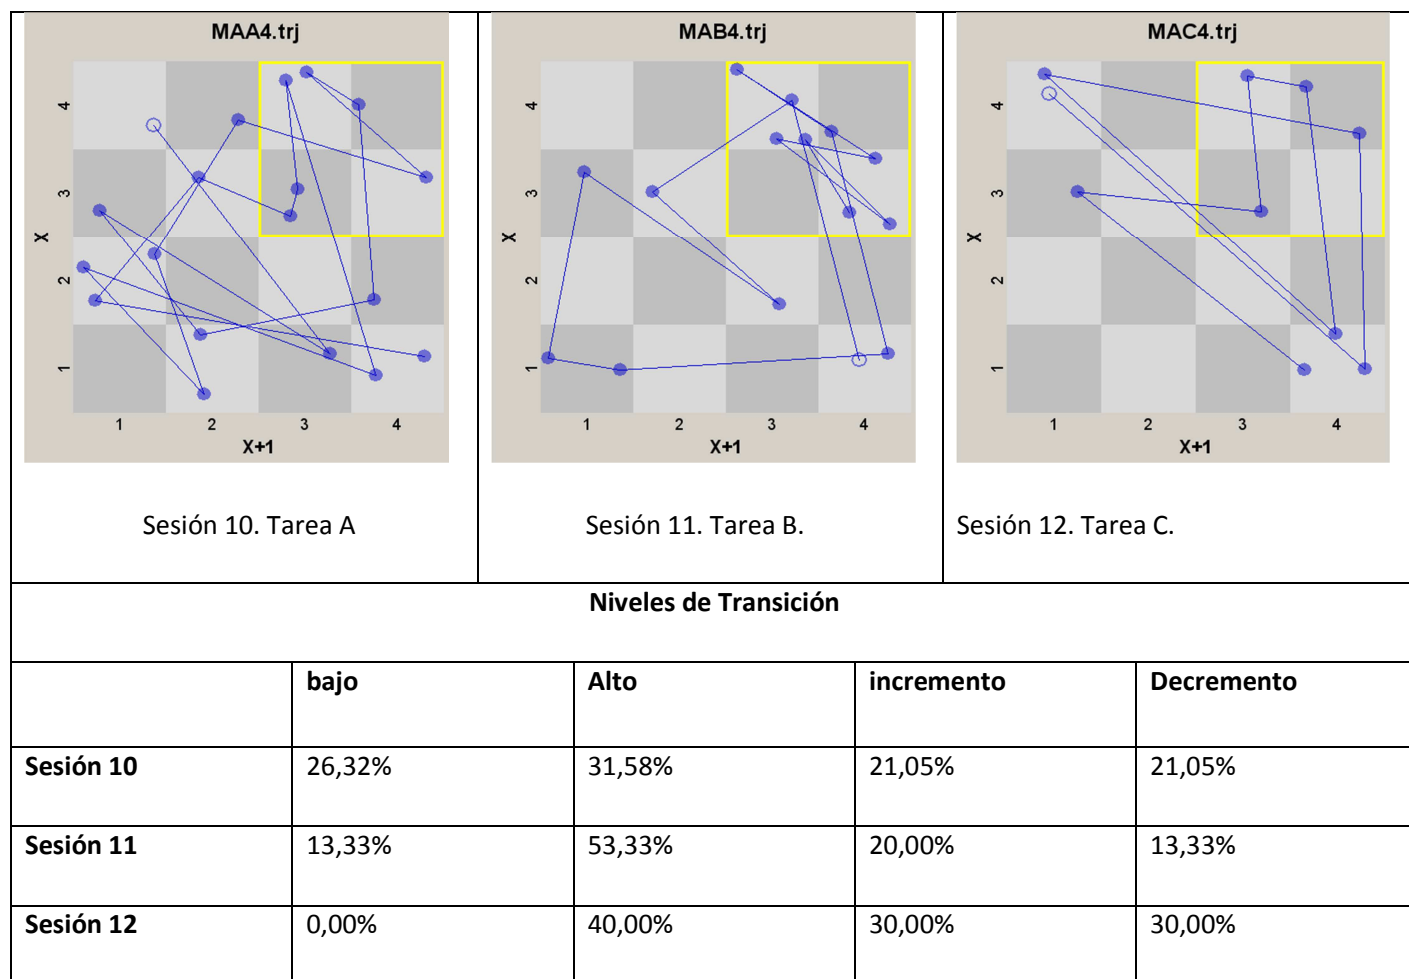 MAA4.trj
MAB4.trj
MAC4.trj
4
3
X
2
1
1 2 3 4
X+1
4
3
X
2
1
1 2 3 4
X+1
4
3
X
2
1
1 2 3 4
X+1
Sesión 10. Tarea A
Sesión 11. Tarea B.
Sesión 12. Tarea C.
Niveles de Transición
bajo Alto incremento Decremento
Sesión 10 26,32% 31,58% 21,05% 21,05%
Sesión 11 13,33% 53,33% 20,00% 13,33%
Sesión 12 0,00% 40,00% 30,00% 30,00%